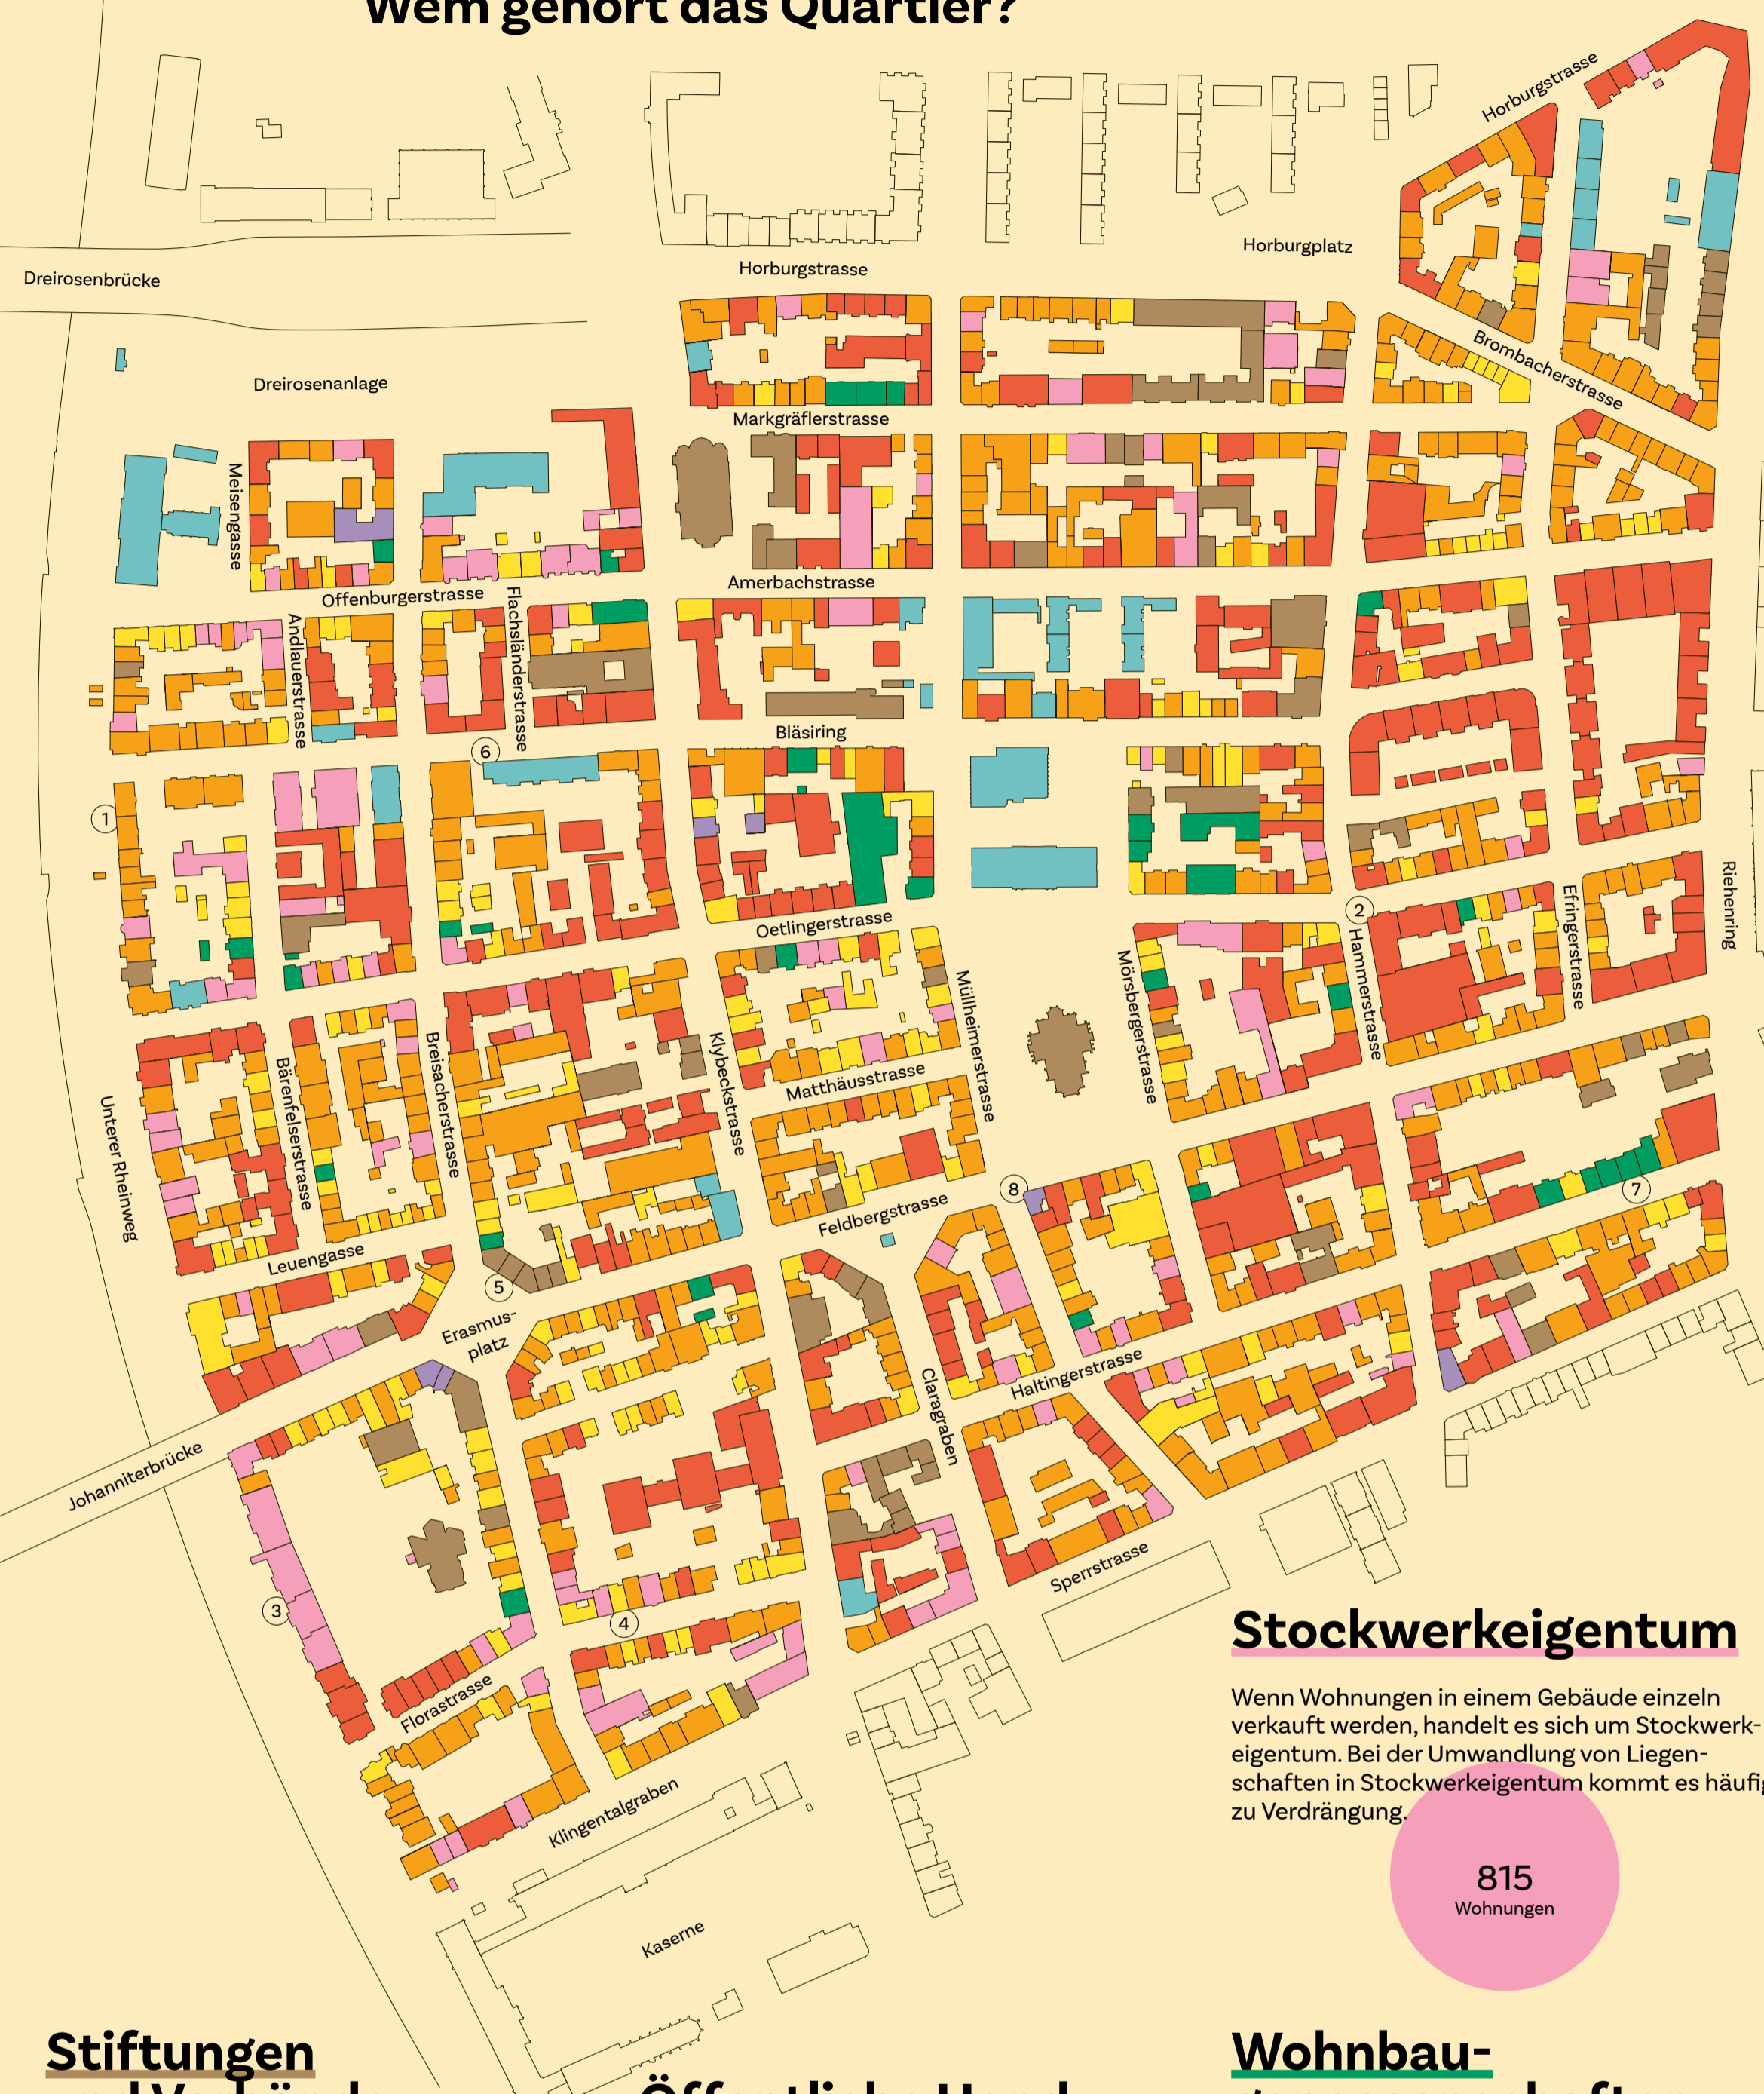 Wem gehört das Quartier?
Horburgstrasse
Horburgplatz
Horburgstrasse
Dreirosenbrücke
Brombacherstrasse
Dreirosenanlage
Markgräflerstrasse
Meisengasse
Amerbachstrasse
Offenburgerstrasse
Flachsländerstrasse
Andlauerstrasse
Bläsiring
6
1
Riehenring
Oetlingerstrasse
2
Efringerstrasse
Hammerstrasse
Mörsbergerstrasse
Müllheimerstrasse
Klybeckstrasse
Breisacherstrasse
Bärenfelserstrasse
Matthäusstrasse
Unterer Rheinweg
8
7
Feldbergstrasse
Leuengasse
5
Erasmus-
platz
Haltingerstrasse
Claragraben
Johanniterbrücke
Sperrstrasse
3
4
Florastrasse
Klingentalgraben
Kaserne
Stockwerkeigentum
Wenn Wohnungen in einem Gebäude einzeln
verkauft werden, handelt es sich um Stockwerk-
eigentum. Bei der Umwandlung von Liegen-
schaften in Stockwerkeigentum kommt es häufig
zu Verdrängung.
815
Wohnungen
Stiftungen
Wohnbau-